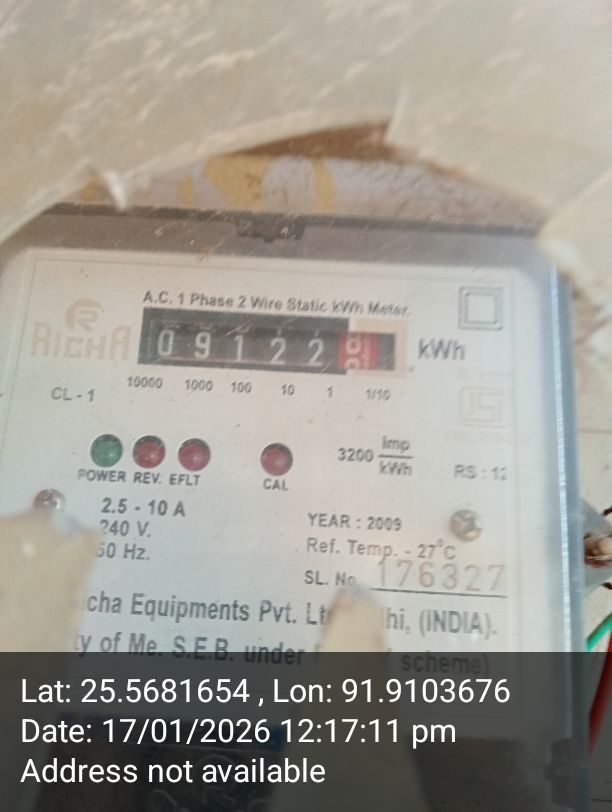 A.C. 1 Phase 2 Wire Static kWh Meter.
RICHA
0 9 1 2 2
kWh
10000 1000 100 10 1 1/10
CL - 1
3200 imp/kWh
POWER REV. EFLT
CAL
RS : 12
2.5 - 10 A
240 V.
50 Hz.
YEAR : 2009
Ref. Temp. - 27°C
SL. No. 176327
cha Equipments Pvt. Lt hi, (INDIA).
ty of Me. S.E.B. under scheme)
Lat: 25.5681654 , Lon: 91.9103676
Date: 17/01/2026 12:17:11 pm
Address not available